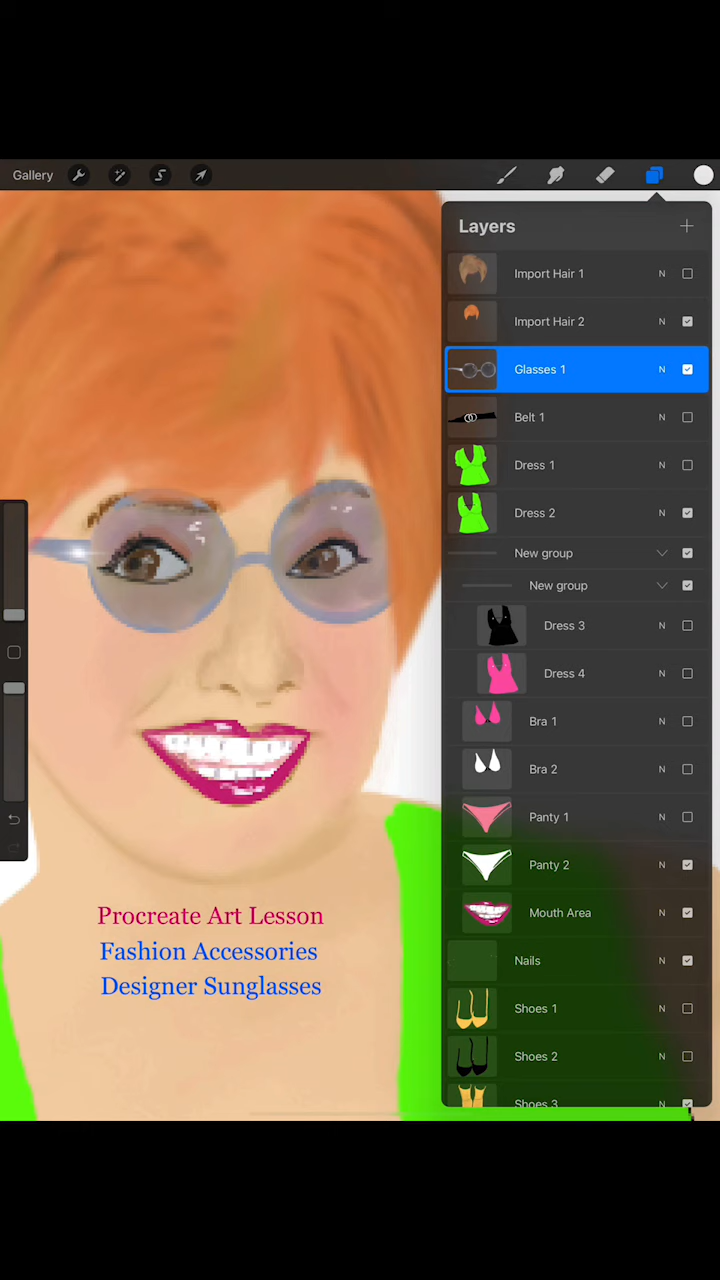 Gallery
Layers
Import Hair 1 N
Import Hair 2 N
Glasses 1 N
Belt 1 N
Dress 1 N
Dress 2 N
New group
New group
Dress 3 N
Dress 4 N
Bra 1 N
Bra 2 N
Panty 1 N
Panty 2 N
Mouth Area N
Nails N
Shoes 1 N
Shoes 2 N
Shoes 3 N
Procreate Art Lesson
Fashion Accessories
Designer Sunglasses